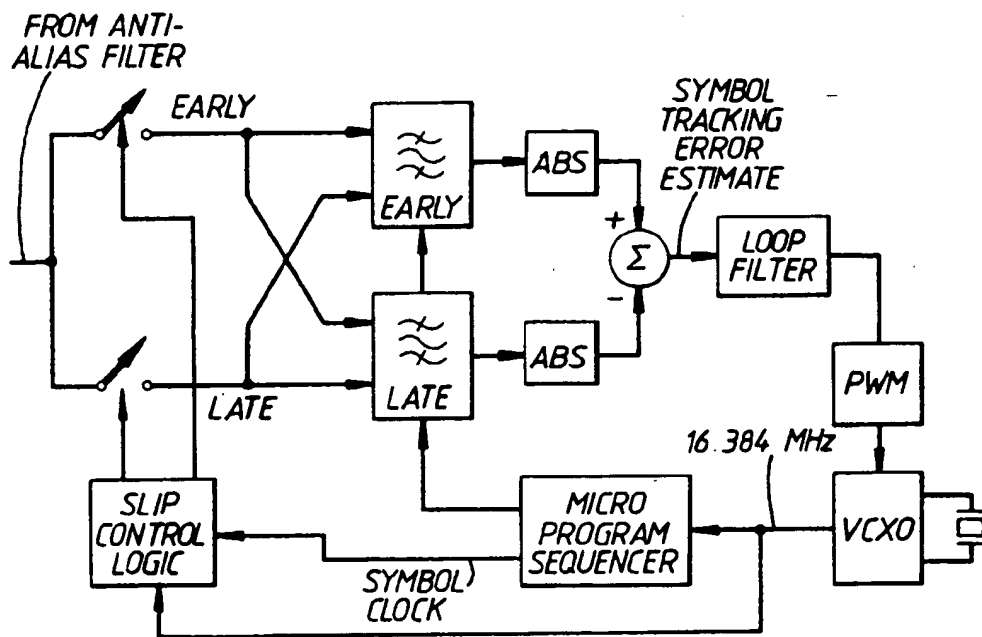 FROM ANTI-
ALIAS FILTER
EARLY
EARLY
ABS
SYMBOL
TRACKING
ERROR
ESTIMATE
+
Σ
-
LOOP
FILTER
LATE
LATE
ABS
PWM
16.384 MHz
SLIP
CONTROL
LOGIC
SYMBOL
CLOCK
MICRO
PROGRAM
SEQUENCER
VCXO